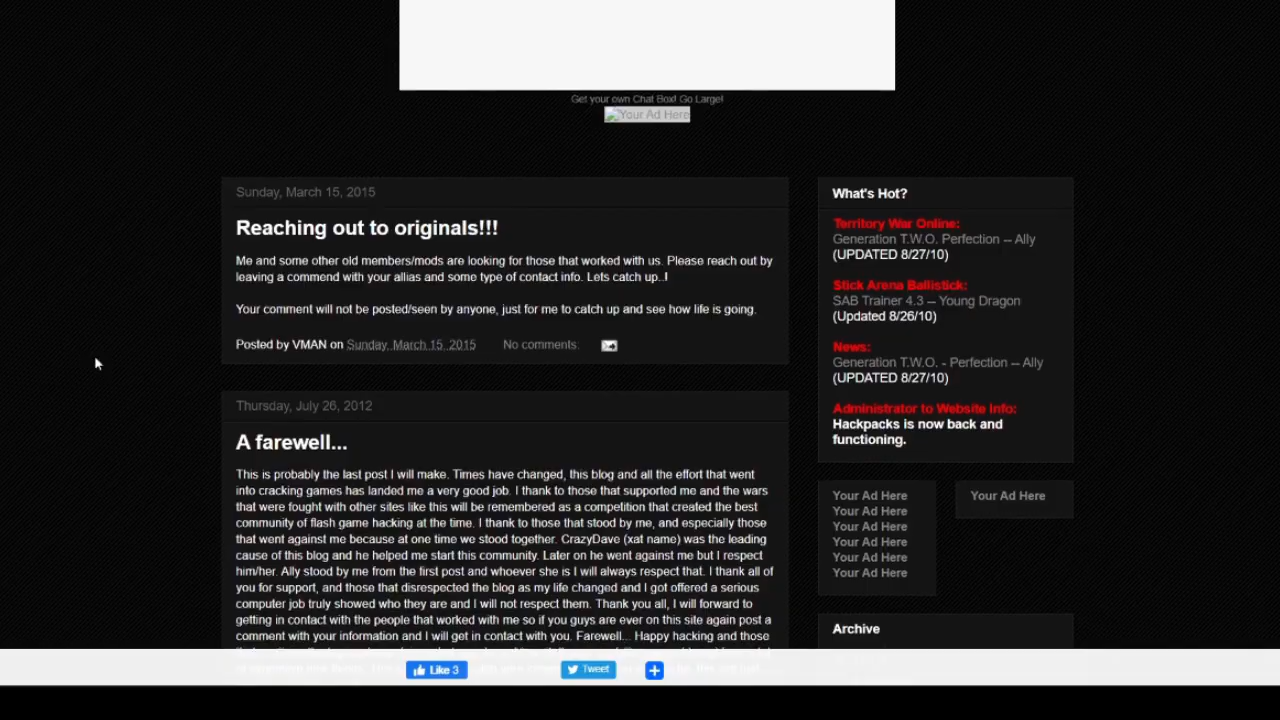 Get your own Chat Box! Go Large!
Your Ad Here
Sunday, March 15, 2015
Reaching out to originals!!!
Me and some other old members/mods are looking for those that worked with us. Please reach out by
leaving a commend with your allias and some type of contact info. Lets catch up..!
Your comment will not be posted/seen by anyone, just for me to catch up and see how life is going.
Posted by VMAN on Sunday, March 15, 2015 No comments:
Thursday, July 26, 2012
A farewell...
This is probably the last post I will make. Times have changed, this blog and all the effort that went
into cracking games has landed me a very good job. I thank to those that supported me and the wars
that were fought with other sites like this will be remembered as a competition that created the best
community of flash game hacking at the time. I thank to those that stood by me, and especially those
that went against me because at one time we stood together. CrazyDave (xat name) was the leading
cause of this blog and he helped me start this community. Later on he went against me but I respect
him/her. Ally stood by me from the first post and whoever she is I will always respect that. I thank all of
you for support, and those that disrespected the blog as my life changed and I got offered a serious
computer job truly showed who they are and I will not respect them. Thank you all, I will forward to
getting in contact with the people that worked with me so if you guys are ever on this site again post a
comment with your information and I will get in contact with you. Farewell... Happy hacking and those
What's Hot?
Territory War Online:
Generation T.W.O. Perfection -- Ally
(UPDATED 8/27/10)
Stick Arena Ballistick:
SAB Trainer 4.3 -- Young Dragon
(Updated 8/26/10)
News:
Generation T.W.O. - Perfection -- Ally
(UPDATED 8/27/10)
Administrator to Website Info:
Hackpacks is now back and
functioning.
Your Ad Here
Your Ad Here
Your Ad Here
Your Ad Here
Your Ad Here
Your Ad Here
Your Ad Here
Archive
Like 3
Tweet